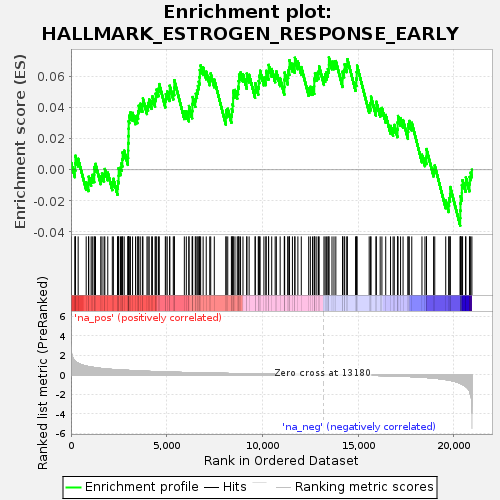 Enrichment plot:
HALLMARK_ESTROGEN_RESPONSE_EARLY
Enrichment score (ES)
0.06
0.04
0.02
0.00
-0.02
-0.04
'na_pos' (positively correlated)
Ranked list metric (PreRanked)
6
4
2
0
-2
-4
-6
Zero cross at 13180
'na_neg' (negatively correlated)
0
5,000
10,000
15,000
20,000
Rank in Ordered Dataset
Enrichment profile
Hits
Ranking metric scores